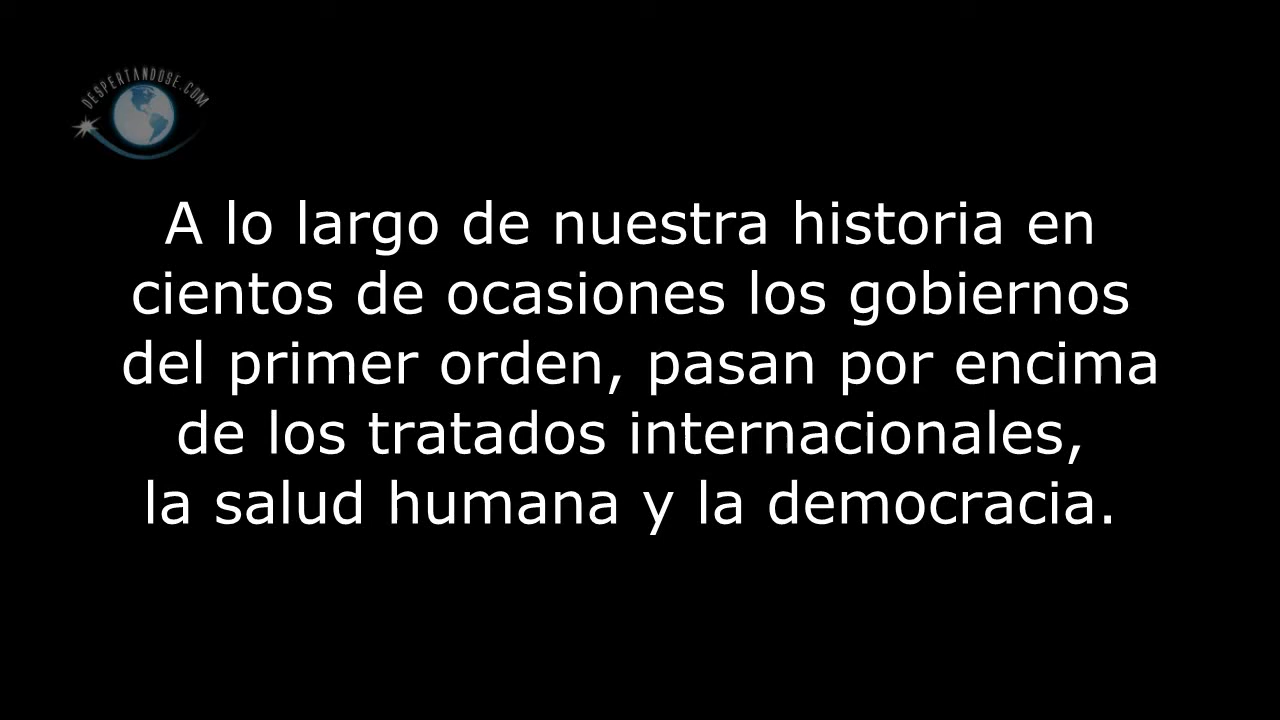 DESPERTANDOSE.COM
A lo largo de nuestra historia en
cientos de ocasiones los gobiernos
del primer orden, pasan por encima
de los tratados internacionales,
la salud humana y la democracia.